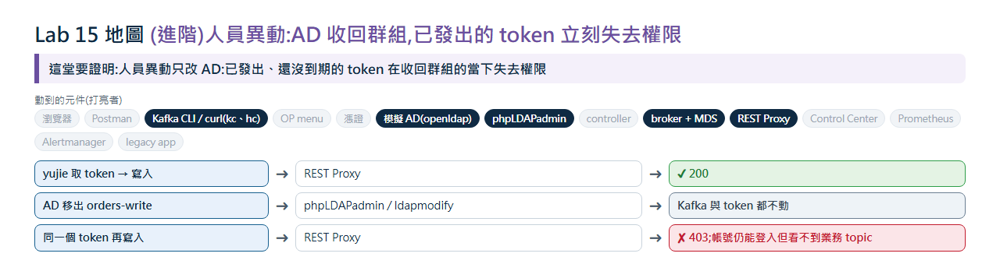 Lab 15 地圖 (進階)人員異動:AD 收回群組,已發出的 token 立刻失去權限
這堂要證明:人員異動只改 AD:已發出、還沒到期的 token 在收回群組的當下失去權限
動到的元件(打亮者)
瀏覽器 Postman Kafka CLI / curl(kc、hc) OP menu 憑證 模擬 AD(openldap) phpLDAPadmin controller broker + MDS REST Proxy Control Center Prometheus
Alertmanager legacy app
yujie 取 token → 寫入 → REST Proxy → ✔ 200
AD 移出 orders-write → phpLDAPadmin / ldapmodify → Kafka 與 token 都不動
同一個 token 再寫入 → REST Proxy → ✘ 403;帳號仍能登入但看不到業務 topic